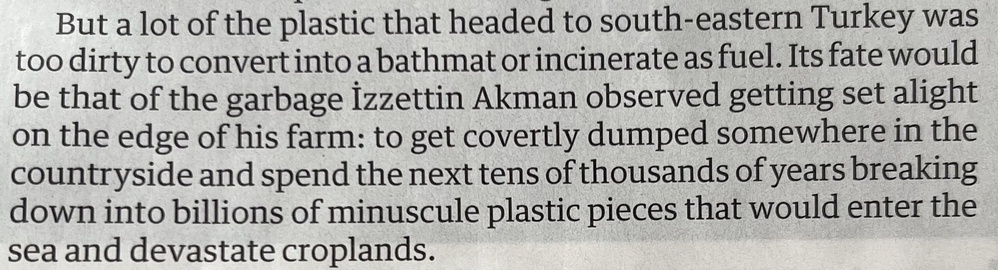 But a lot of the plastic that headed to south-eastern Turkey was
too dirty to convert into a bathmat or incinerate as fuel. Its fate would
be that of the garbage İzzettin Akman observed getting set alight
on the edge of his farm: to get covertly dumped somewhere in the
countryside and spend the next tens of thousands of years breaking
down into billions of minuscule plastic pieces that would enter the
sea and devastate croplands.